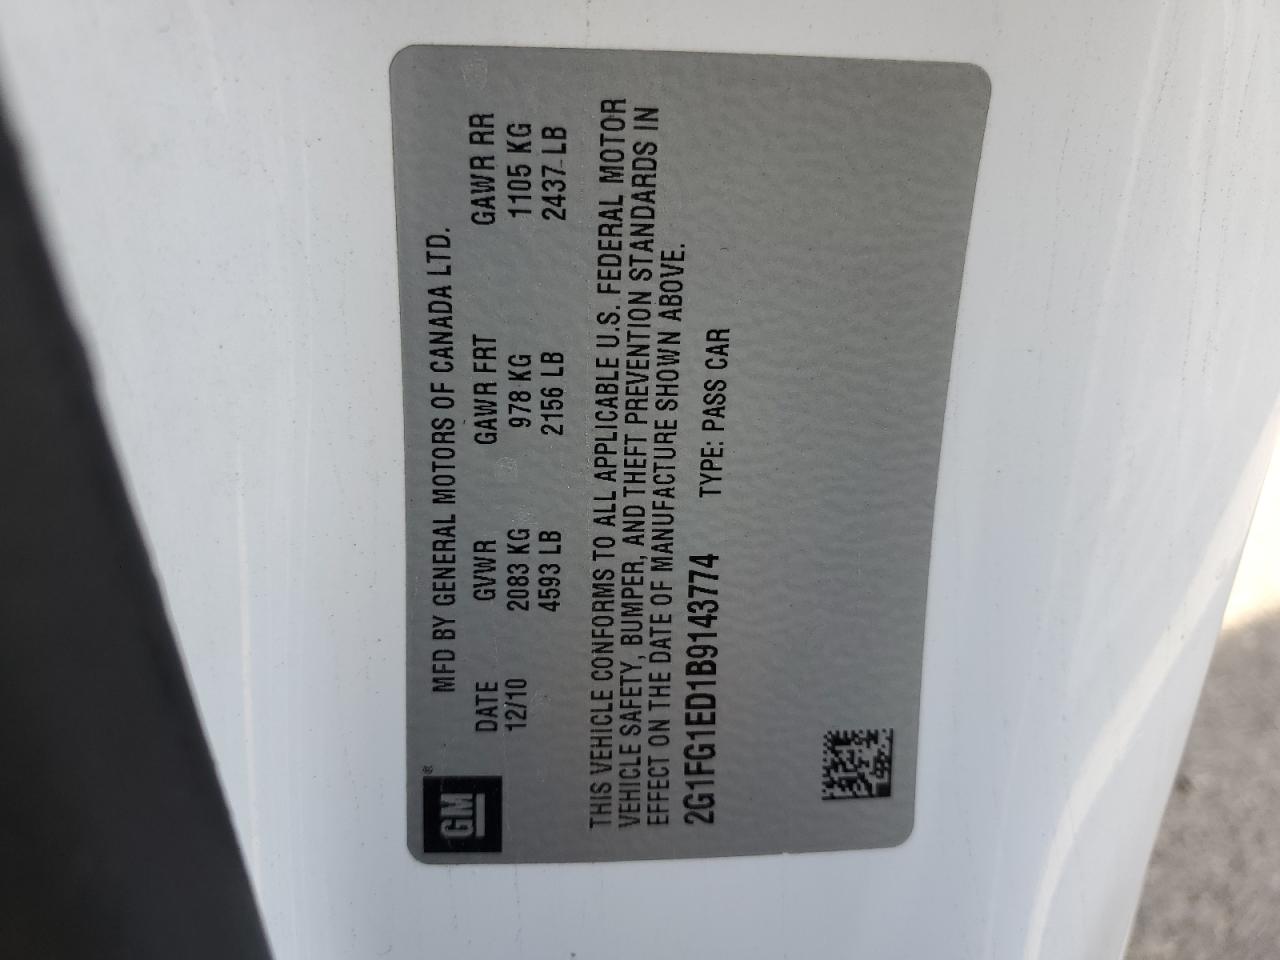 GM®
MFD BY GENERAL MOTORS OF CANADA LTD.
DATE GVWR GAWR FRT GAWR RR
12/10 2083 KG 978 KG 1105 KG
4593 LB 2156 LB 2437 LB
THIS VEHICLE CONFORMS TO ALL APPLICABLE U.S. FEDERAL MOTOR
VEHICLE SAFETY, BUMPER, AND THEFT PREVENTION STANDARDS IN
EFFECT ON THE DATE OF MANUFACTURE SHOWN ABOVE.
2G1FG1ED1B9143774 TYPE: PASS CAR